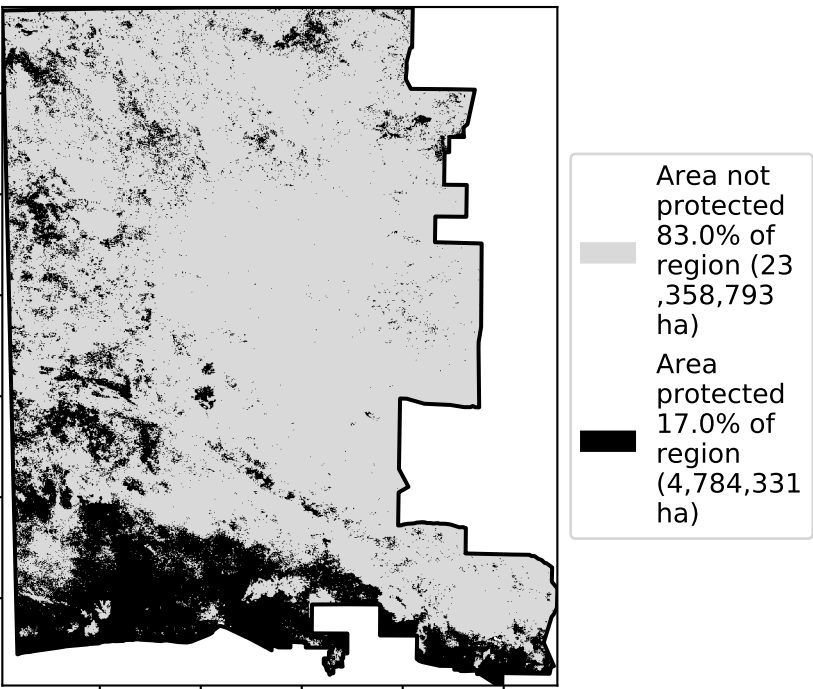 Area not
protected
83.0% of
region (23
,358,793
ha)
Area
protected
17.0% of
region
(4,784,331
ha)